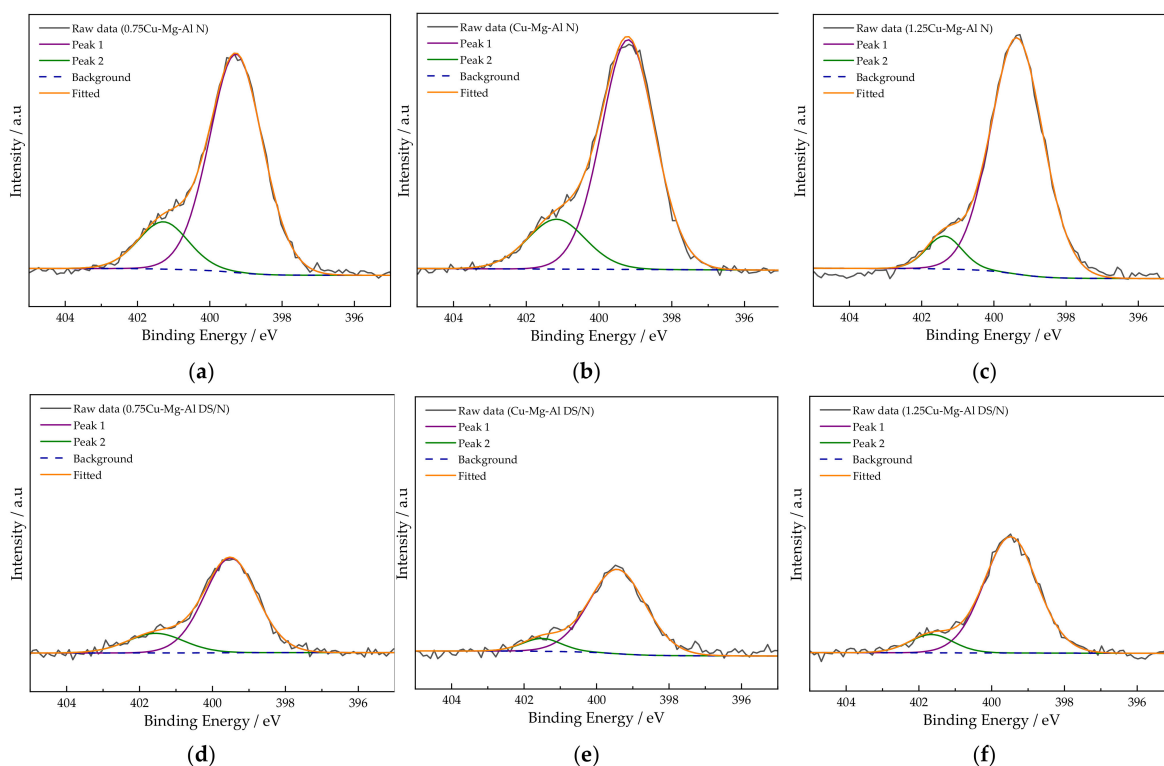 Raw data (0.75Cu-Mg-Al N)
Peak 1
Peak 2
Background
Fitted
Intensity / a.u
404 402 400 398 396
Binding Energy / eV
(a)
Raw data (Cu-Mg-Al N)
Peak 1
Peak 2
Background
Fitted
Intensity / a.u
404 402 400 398 396
Binding Energy / eV
(b)
Raw data (1.25Cu-Mg-Al N)
Peak 1
Peak 2
Background
Fitted
Intensity / a.u
404 402 400 398 396
Binding Energy / eV
(c)
Raw data (0.75Cu-Mg-Al DS/N)
Peak 1
Peak 2
Background
Fitted
Intensity / a.u
404 402 400 398 396
Binding Energy / eV
(d)
Raw data (Cu-Mg-Al DS/N)
Peak 1
Peak 2
Background
Fitted
Intensity / a.u
404 402 400 398 396
Binding Energy / eV
(e)
Raw data (1.25Cu-Mg-Al DS/N)
Peak 1
Peak 2
Background
Fitted
Intensity / a.u
404 402 400 398 396
Binding Energy / eV
(f)